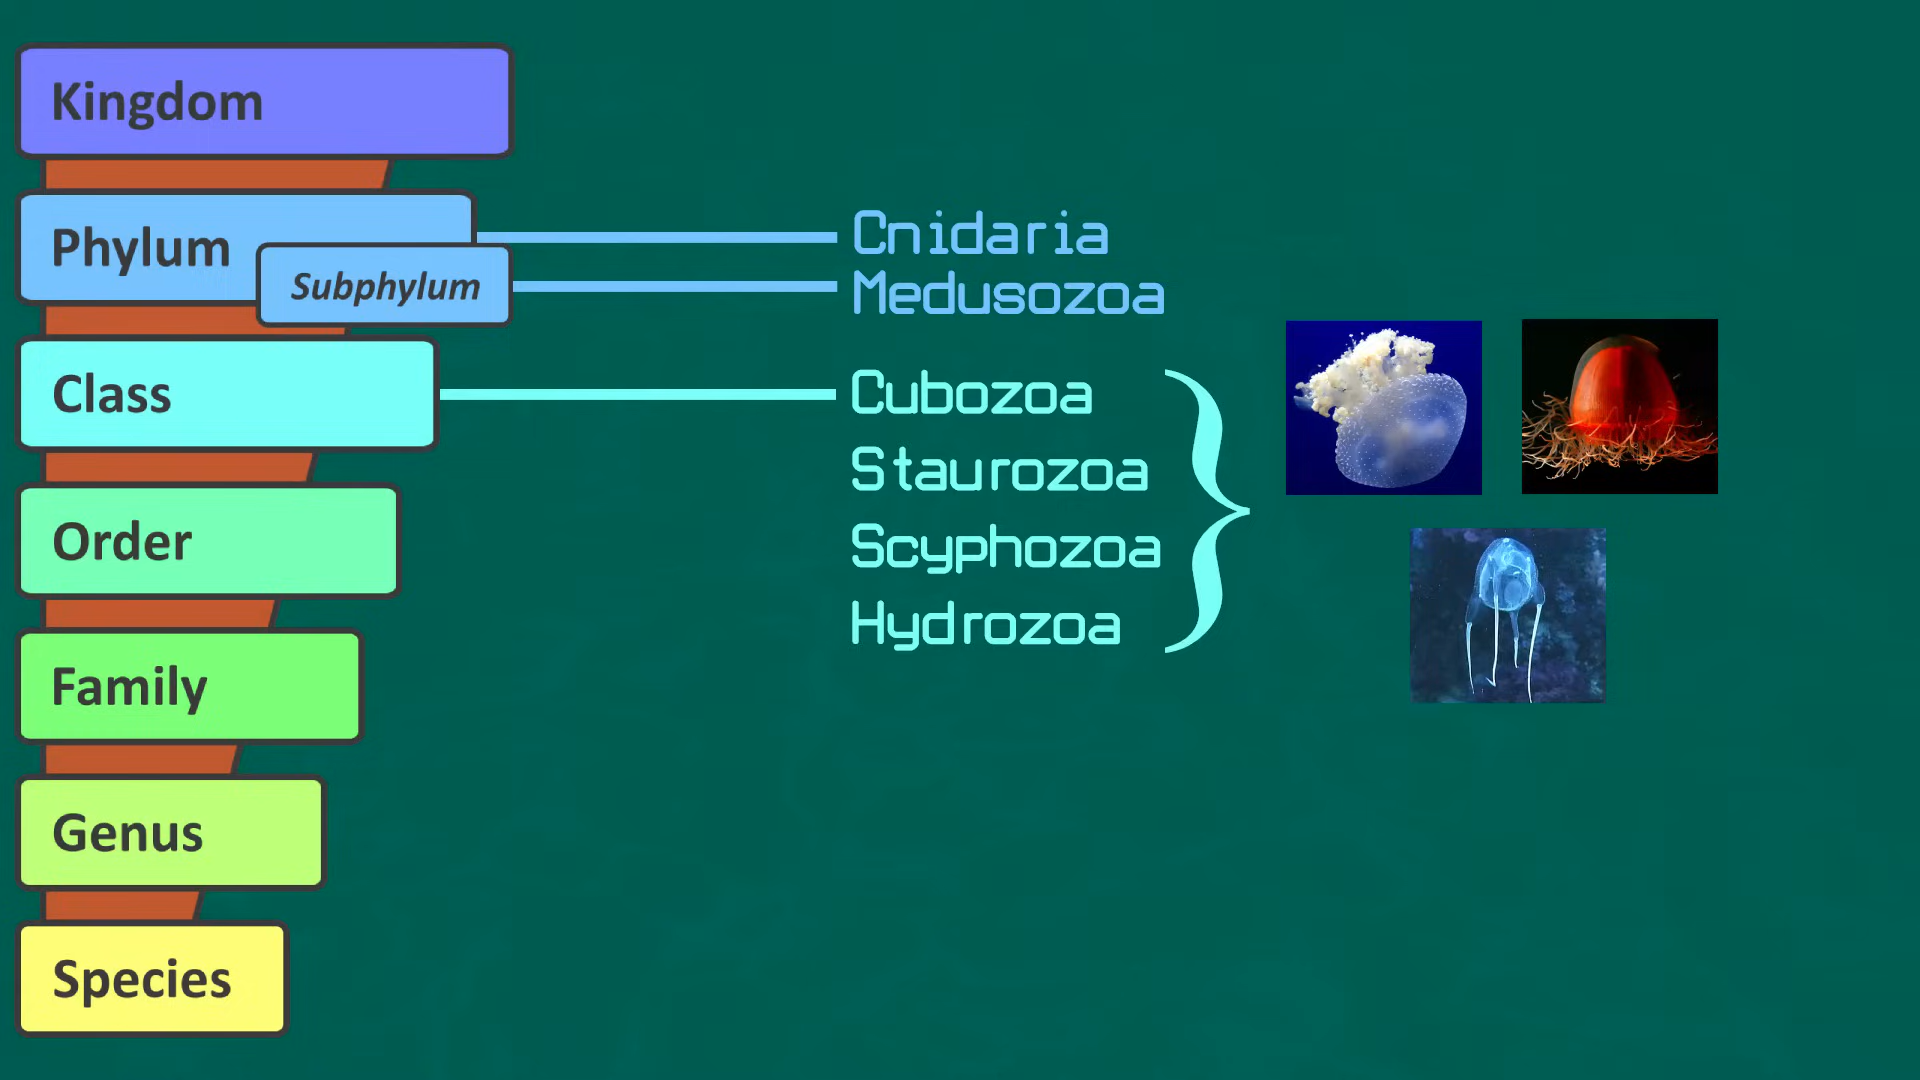 Kingdom
Phylum
Subphylum
Cnidaria
Medusozoa
Class
Cubozoa
Staurozoa
Scyphozoa
Hydrozoa
Order
Family
Genus
Species